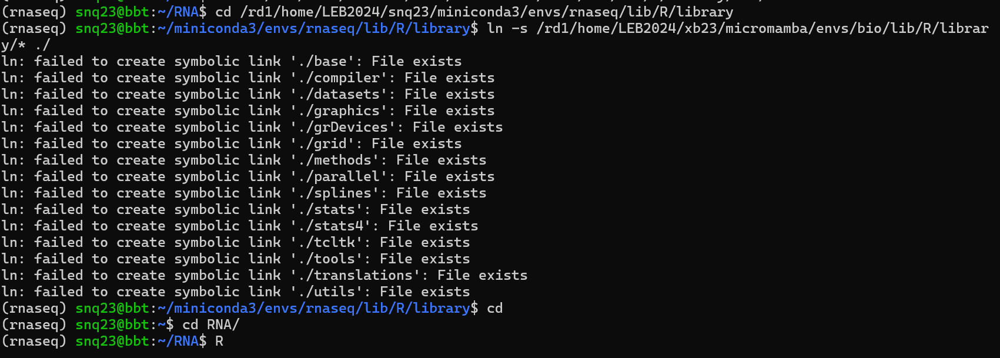 (rnaseq) snq23@bbt:~/RNA$ cd /rd1/home/LEB2024/snq23/miniconda3/envs/rnaseq/lib/R/library
(rnaseq) snq23@bbt:~/miniconda3/envs/rnaseq/lib/R/library$ ln -s /rd1/home/LEB2024/xb23/micromamba/envs/bio/lib/R/librar
y/* ./
ln: failed to create symbolic link './base': File exists
ln: failed to create symbolic link './compiler': File exists
ln: failed to create symbolic link './datasets': File exists
ln: failed to create symbolic link './graphics': File exists
ln: failed to create symbolic link './grDevices': File exists
ln: failed to create symbolic link './grid': File exists
ln: failed to create symbolic link './methods': File exists
ln: failed to create symbolic link './parallel': File exists
ln: failed to create symbolic link './splines': File exists
ln: failed to create symbolic link './stats': File exists
ln: failed to create symbolic link './stats4': File exists
ln: failed to create symbolic link './tcltk': File exists
ln: failed to create symbolic link './tools': File exists
ln: failed to create symbolic link './translations': File exists
ln: failed to create symbolic link './utils': File exists
(rnaseq) snq23@bbt:~/miniconda3/envs/rnaseq/lib/R/library$ cd
(rnaseq) snq23@bbt:~$ cd RNA/
(rnaseq) snq23@bbt:~/RNA$ R